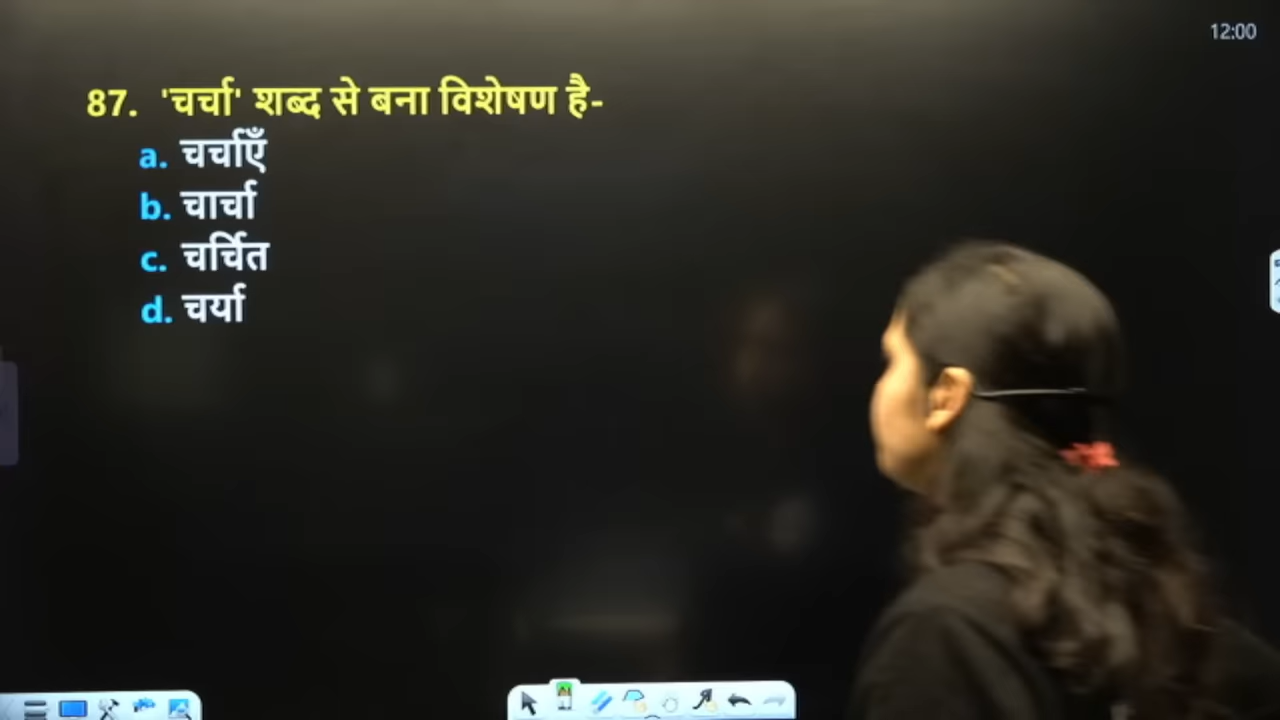 12:00
87. 'चर्चा' शब्द से बना विशेषण है-
a. चर्चाएँ
b. चार्चा
c. चर्चित
d. चर्या